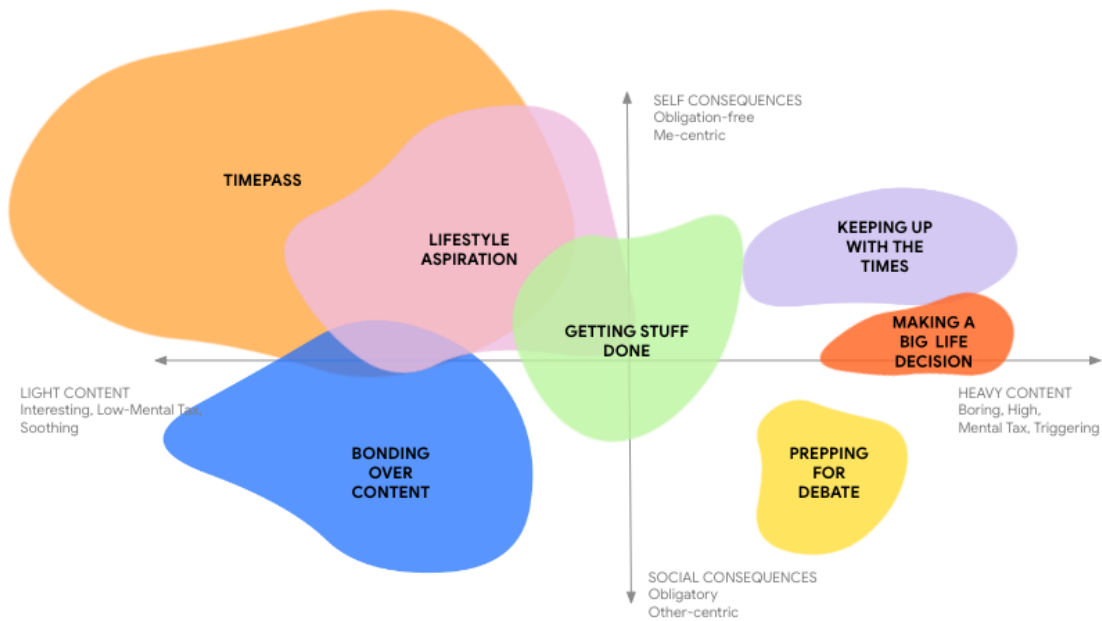 SELF CONSEQUENCES
Obligation-free
Me-centric
TIMEPASS
LIFESTYLE
ASPIRATION
KEEPING UP
WITH THE
TIMES
GETTING STUFF
DONE
MAKING A
BIG LIFE
DECISION
LIGHT CONTENT
Interesting, Low-Mental Tax,
Soothing
HEAVY CONTENT
Boring, High,
Mental Tax, Triggering
BONDING
OVER
CONTENT
PREPPING
FOR
DEBATE
SOCIAL CONSEQUENCES
Obligatory
Other-centric